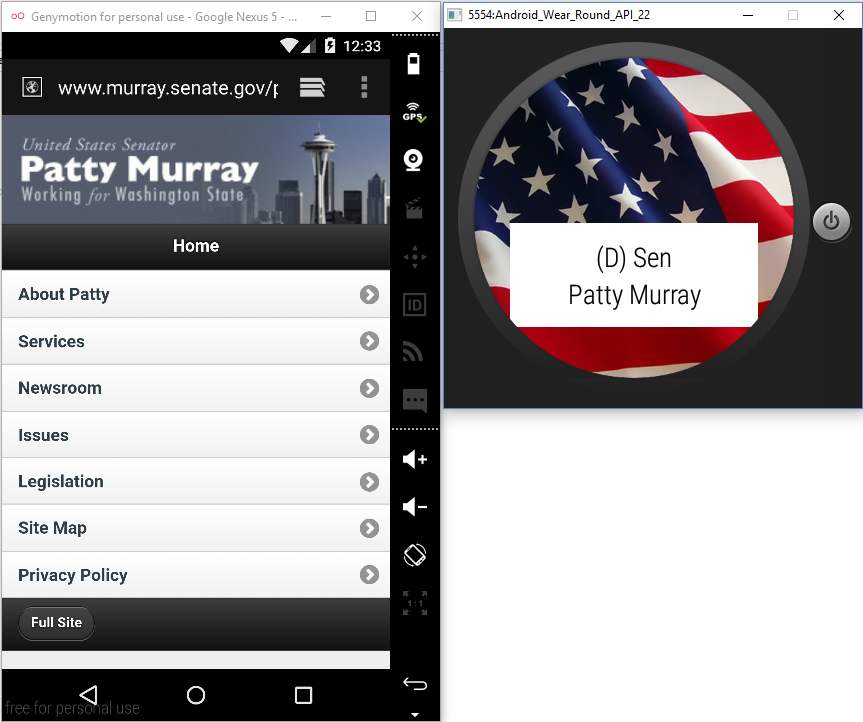 Genymotion for personal use - Google Nexus 5 - ...
12:33
www.murray.senate.gov/p
United States Senator
Patty Murray
Working for Washington State
Home
About Patty
Services
Newsroom
Issues
Legislation
Site Map
Privacy Policy
Full Site
free for personal use
GPS
ID
1:1
5554:Android_Wear_Round_API_22
(D) Sen
Patty Murray